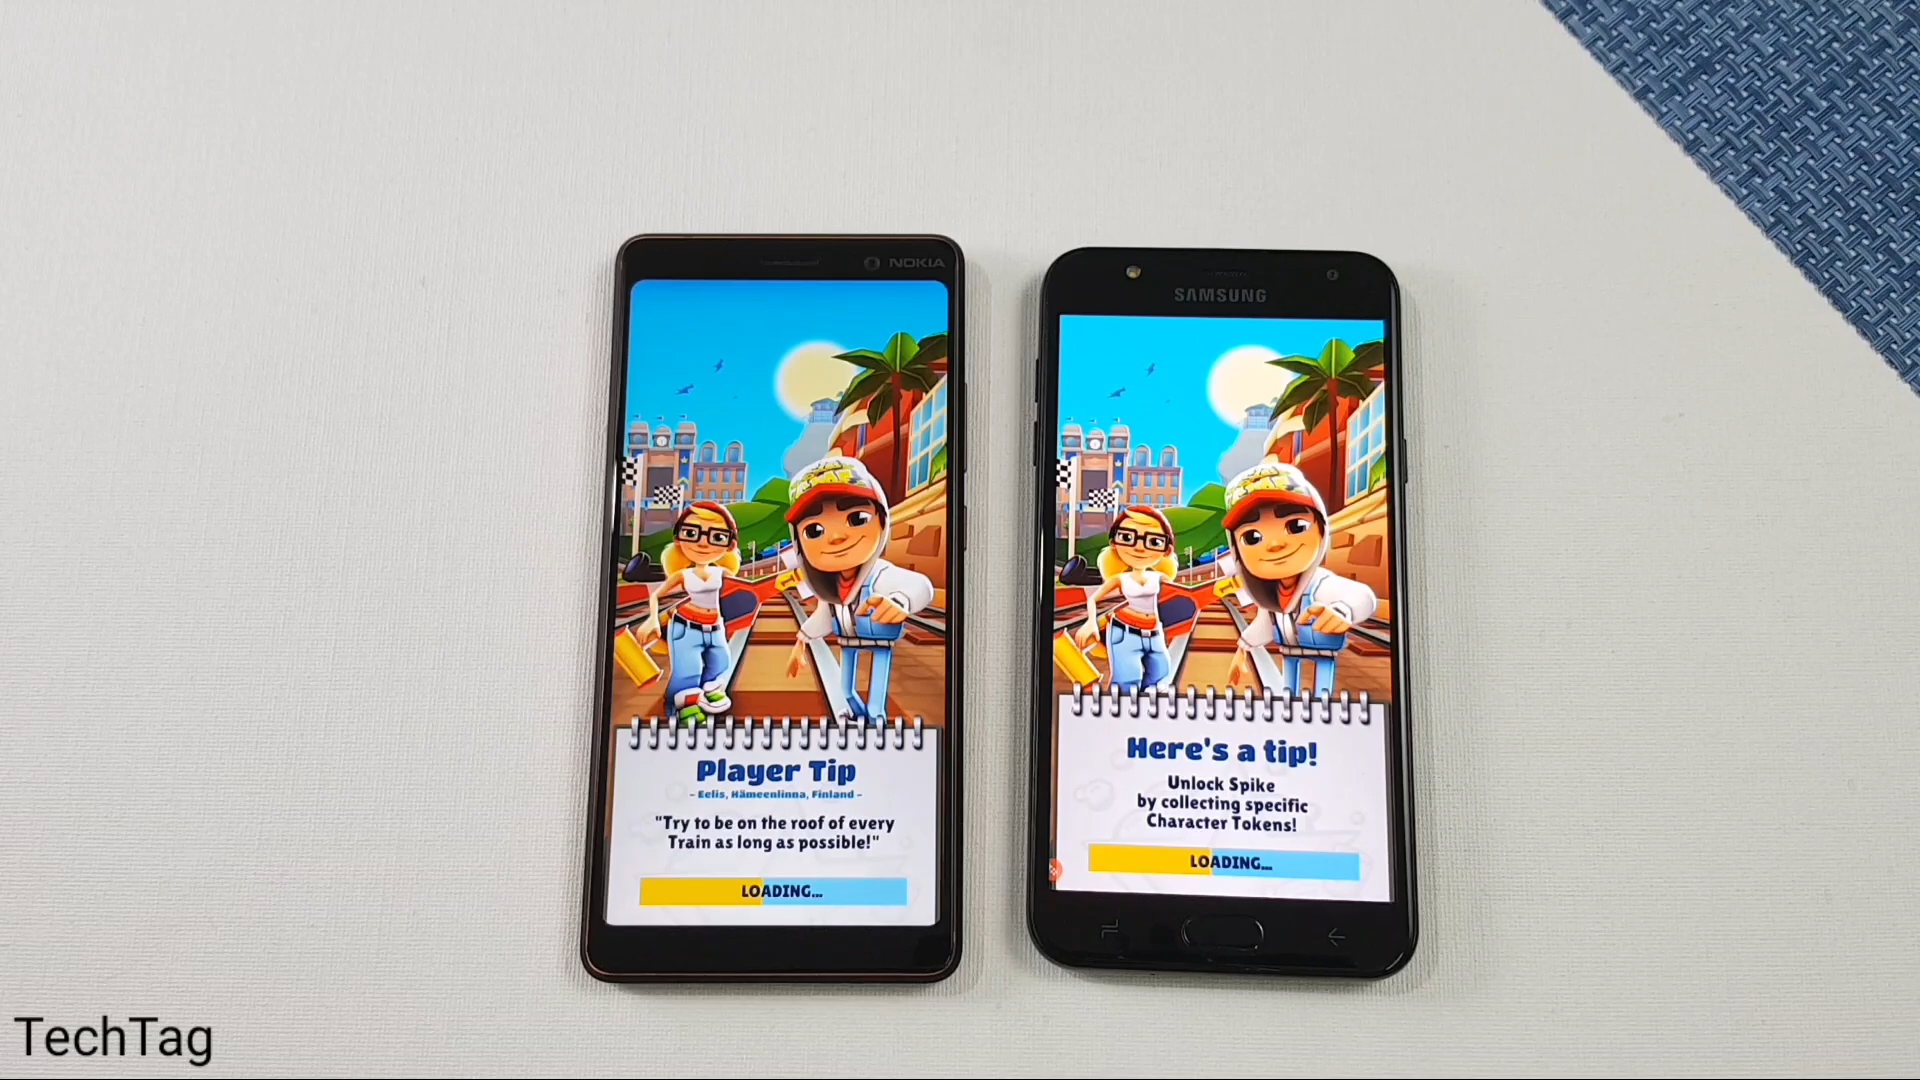 NOKIA
Player Tip
- Eelis, Hämeenlinna, Finland -
"Try to be on the roof of every
Train as long as possible!"
LOADING...
SAMSUNG
Here's a tip!
Unlock Spike
by collecting specific
Character Tokens!
LOADING...
TechTag